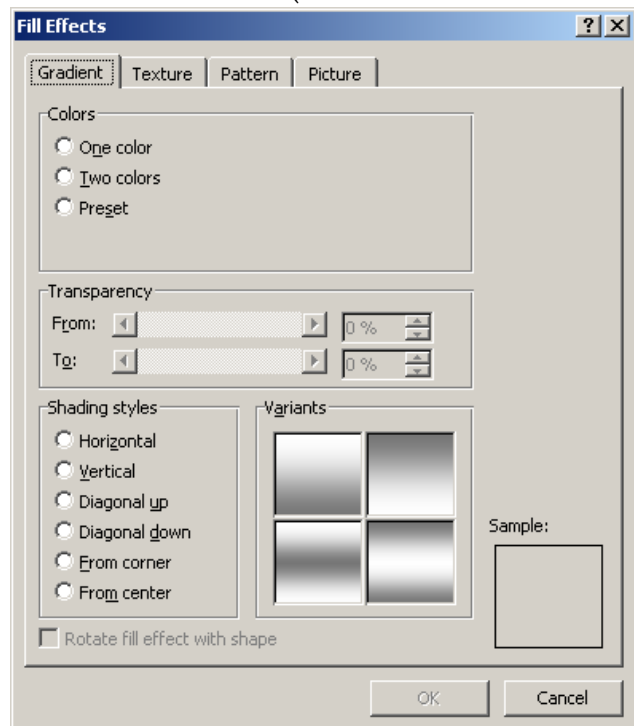 Fill Effects
Gradient Texture Pattern Picture
Colors
One color
Two colors
Preset
Transparency
From: 0 %
To: 0 %
Shading styles
Horizontal
Vertical
Diagonal up
Diagonal down
From corner
From center
Variants
Sample:
Rotate fill effect with shape
OK Cancel